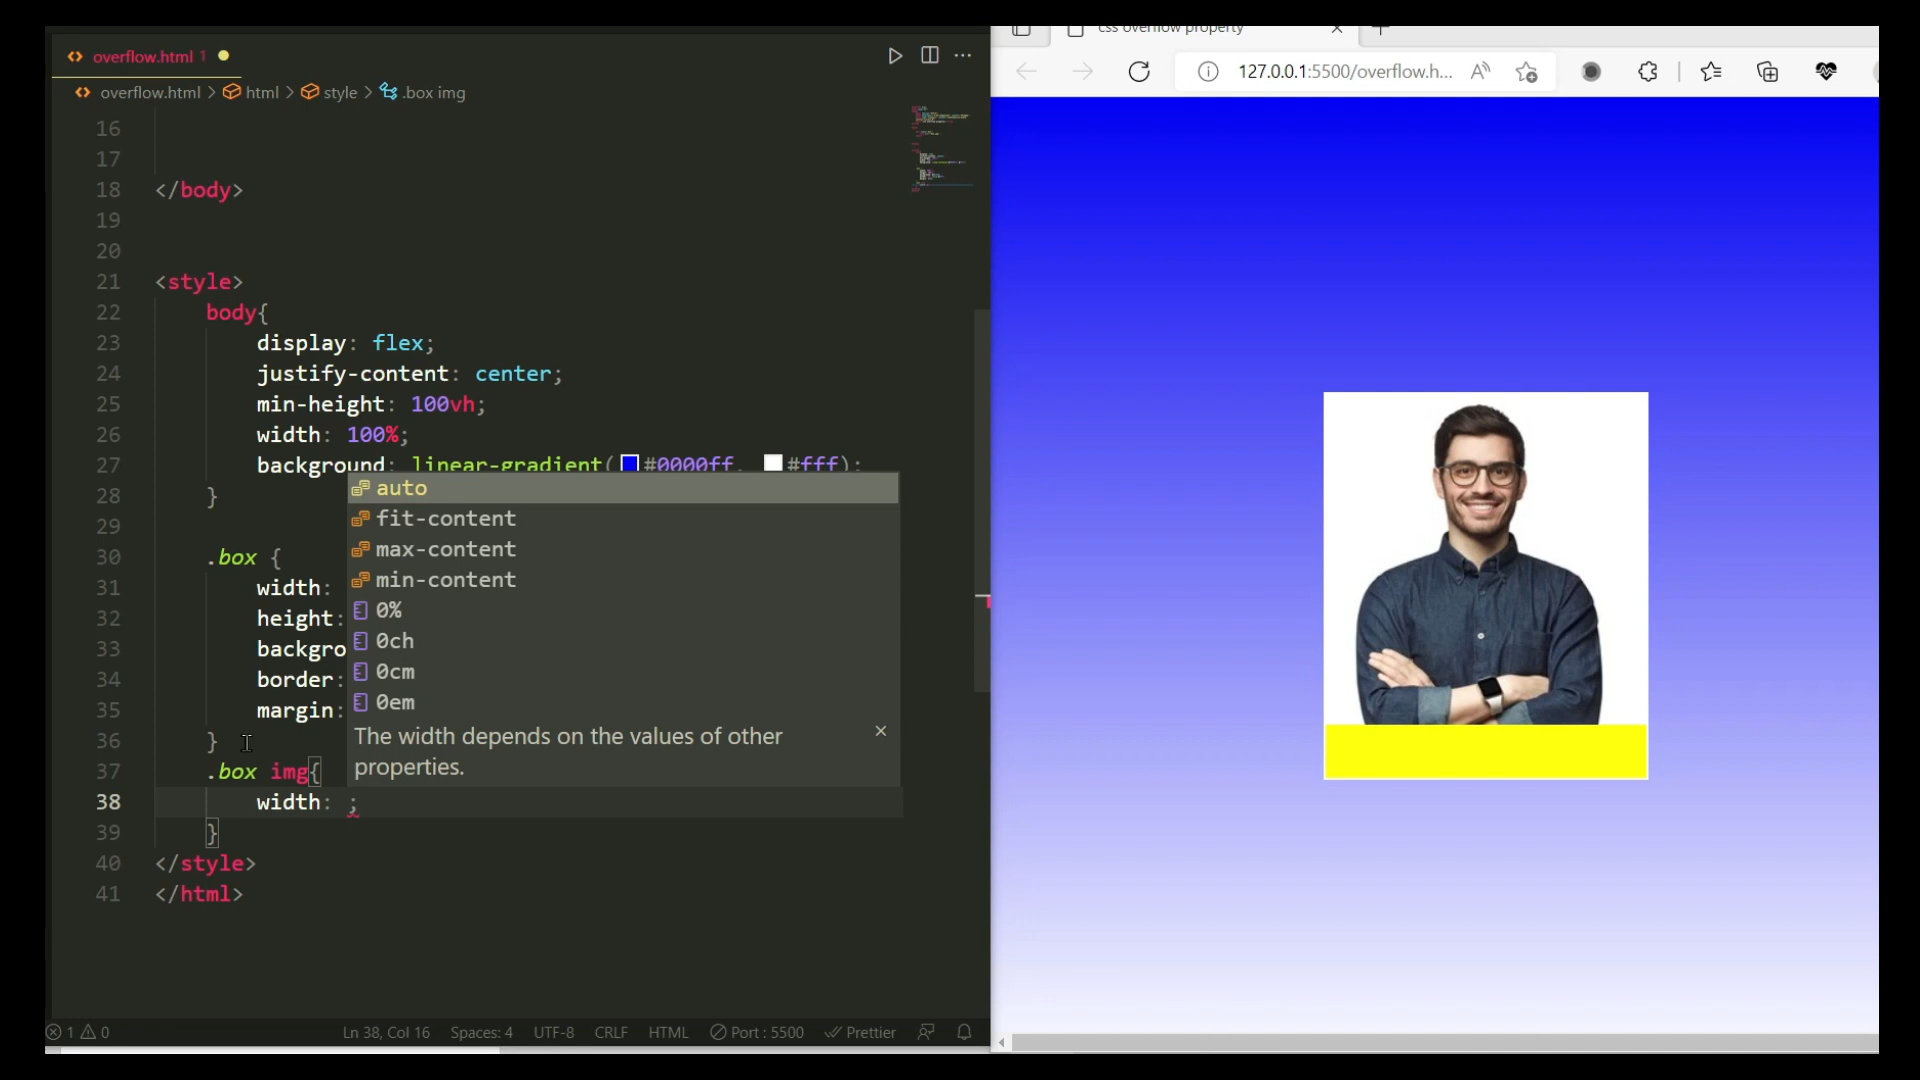 overflow.html 1
css overflow property
127.0.0.1:5500/overflow.h...
overflow.html > html > style > .box img
16
17
18 </body>
19
20
21 <style>
22 body{
23 display: flex;
24 justify-content: center;
25 min-height: 100vh;
26 width: 100%;
27 background: linear-gradient(#0000ff, #fff);
28 }
29
30 .box {
31 width:
32 height:
33 backgro
34 border:
35 margin:
36 }
37 .box img{
38 width: ;
39 }
40 </style>
41 </html>
auto
fit-content
max-content
min-content
0%
0ch
0cm
0em
The width depends on the values of other
properties.
1 0 Ln 38, Col 16 Spaces: 4 UTF-8 CRLF HTML Port : 5500 Prettier